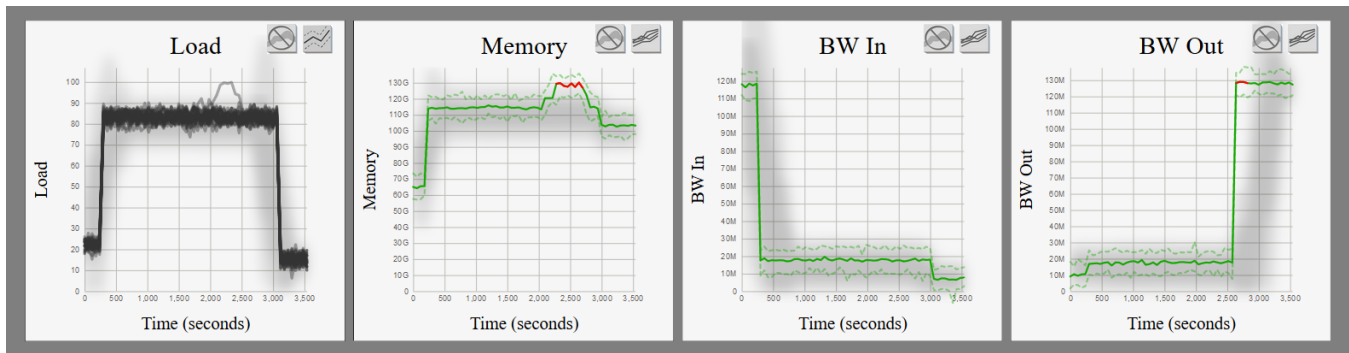 Load
100
90
80
70
60
50
40
30
20
10
0
0 500 1,000 1,500 2,000 2,500 3,000 3,500
Load
Time (seconds)
Memory
130G
120G
110G
100G
90G
80G
70G
60G
50G
40G
30G
20G
10G
0G
0 500 1,000 1,500 2,000 2,500 3,000 3,500
Memory
Time (seconds)
BW In
120M
110M
100M
90M
80M
70M
60M
50M
40M
30M
20M
10M
0M
0 500 1,000 1,500 2,000 2,500 3,000 3,500
BW In
Time (seconds)
BW Out
130M
120M
110M
100M
90M
80M
70M
60M
50M
40M
30M
20M
10M
0M
0 500 1,000 1,500 2,000 2,500 3,000 3,500
BW Out
Time (seconds)